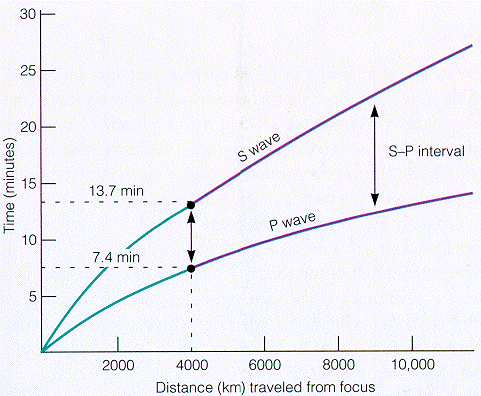 30
25
20
15
10
5
Time (minutes)
13.7 min
7.4 min
S wave
P wave
S–P interval
2000 4000 6000 8000 10,000
Distance (km) traveled from focus